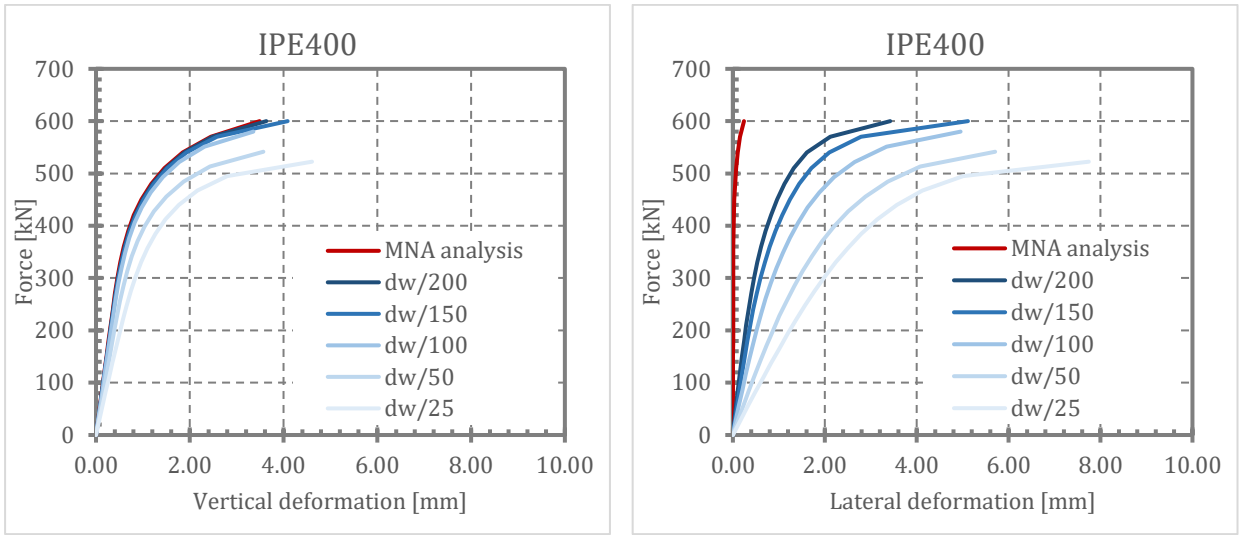 IPE400
700
600
500
400
300
200
100
0
Force [kN]
MNA analysis
dw/200
dw/150
dw/100
dw/50
dw/25
0.00 2.00 4.00 6.00 8.00 10.00
Vertical deformation [mm]
IPE400
700
600
500
400
300
200
100
0
Force [kN]
MNA analysis
dw/200
dw/150
dw/100
dw/50
dw/25
0.00 2.00 4.00 6.00 8.00 10.00
Lateral deformation [mm]